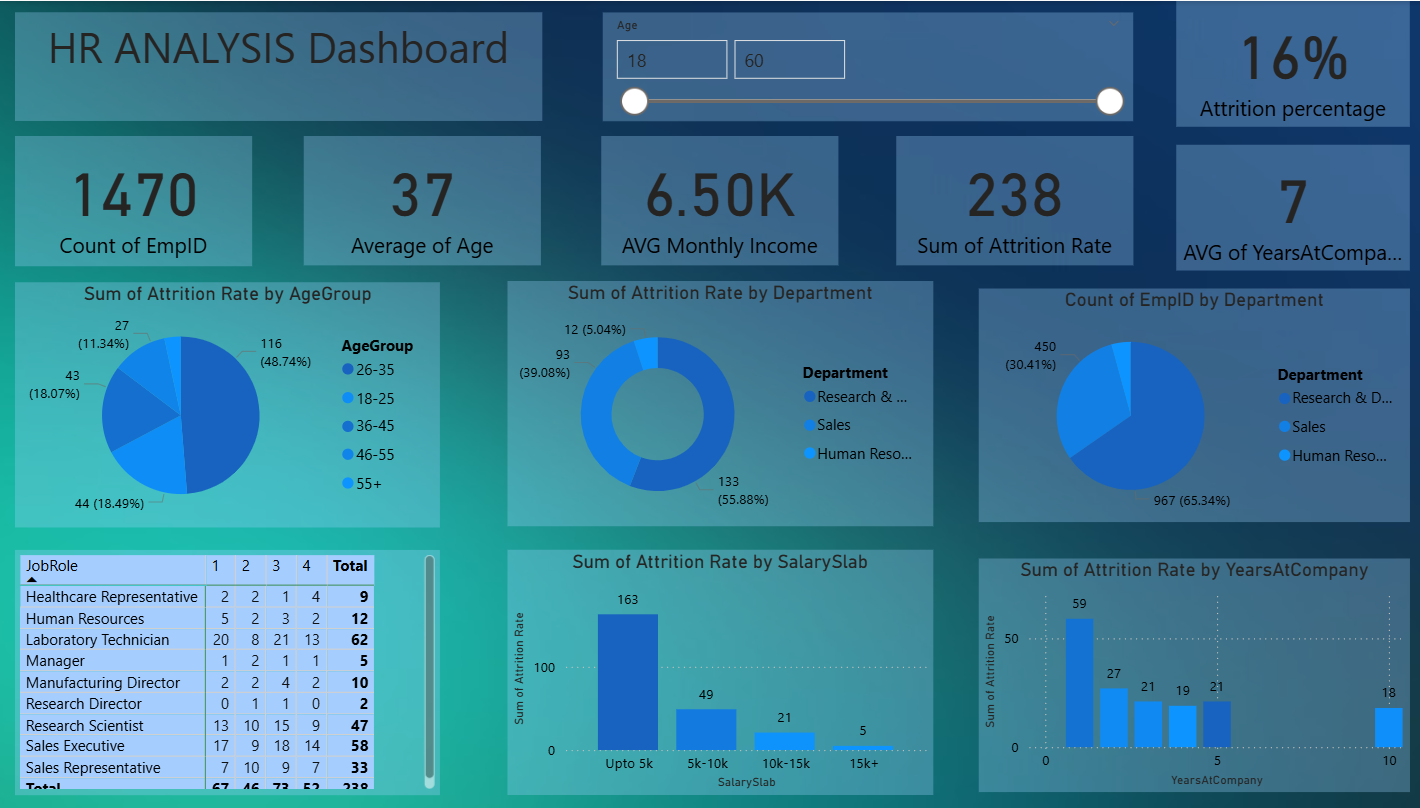 HR ANALYSIS Dashboard
Age
18 60
16%
Attrition percentage
1470
Count of EmpID
37
Average of Age
6.50K
AVG Monthly Income
238
Sum of Attrition Rate
7
AVG of YearsAtCompa...
Sum of Attrition Rate by AgeGroup
27
(11.34%)
116
(48.74%)
43
(18.07%)
44 (18.49%)
AgeGroup
26-35
18-25
36-45
46-55
55+
Sum of Attrition Rate by Department
12 (5.04%)
93
(39.08%)
133
(55.88%)
Department
Research & ...
Sales
Human Reso...
Count of EmpID by Department
450
(30.41%)
967 (65.34%)
Department
Research & D...
Sales
Human Reso...
JobRole 1 2 3 4 Total
Healthcare Representative 2 2 1 4 9
Human Resources 5 2 3 2 12
Laboratory Technician 20 8 21 13 62
Manager 1 2 1 1 5
Manufacturing Director 2 2 4 2 10
Research Director 0 1 1 0 2
Research Scientist 13 10 15 9 47
Sales Executive 17 9 18 14 58
Sales Representative 7 10 9 7 33
Total 67 46 73 52 238
Sum of Attrition Rate by SalarySlab
Sum of Attrition Rate
100
0
163
49
21
5
Upto 5k 5k-10k 10k-15k 15k+
SalarySlab
Sum of Attrition Rate by YearsAtCompany
Sum of Attrition Rate
50
0
59
27
21
19
21
18
0 5 10
YearsAtCompany